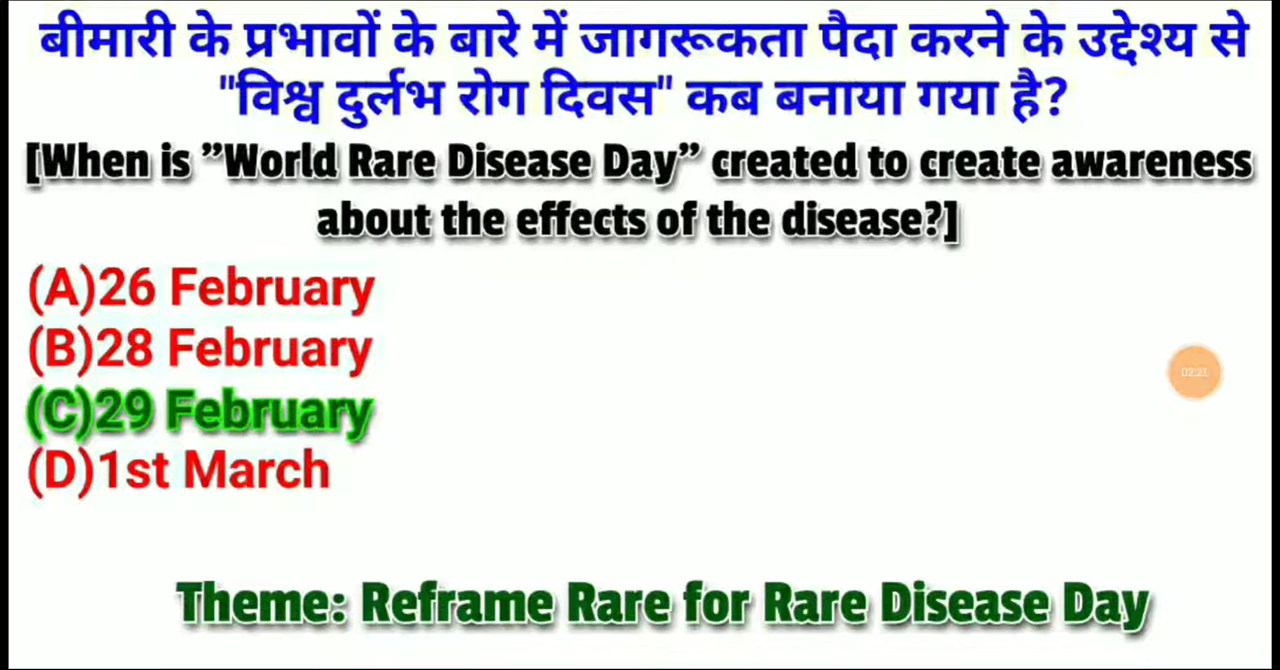 बीमारी के प्रभावों के बारे में जागरूकता पैदा करने के उद्देश्य से
"विश्व दुर्लभ रोग दिवस" कब बनाया गया है?
[When is ”World Rare Disease Day” created to create awareness
about the effects of the disease?]
(A)26 February
(B)28 February
(C)29 February
(D)1st March
Theme: Reframe Rare for Rare Disease Day